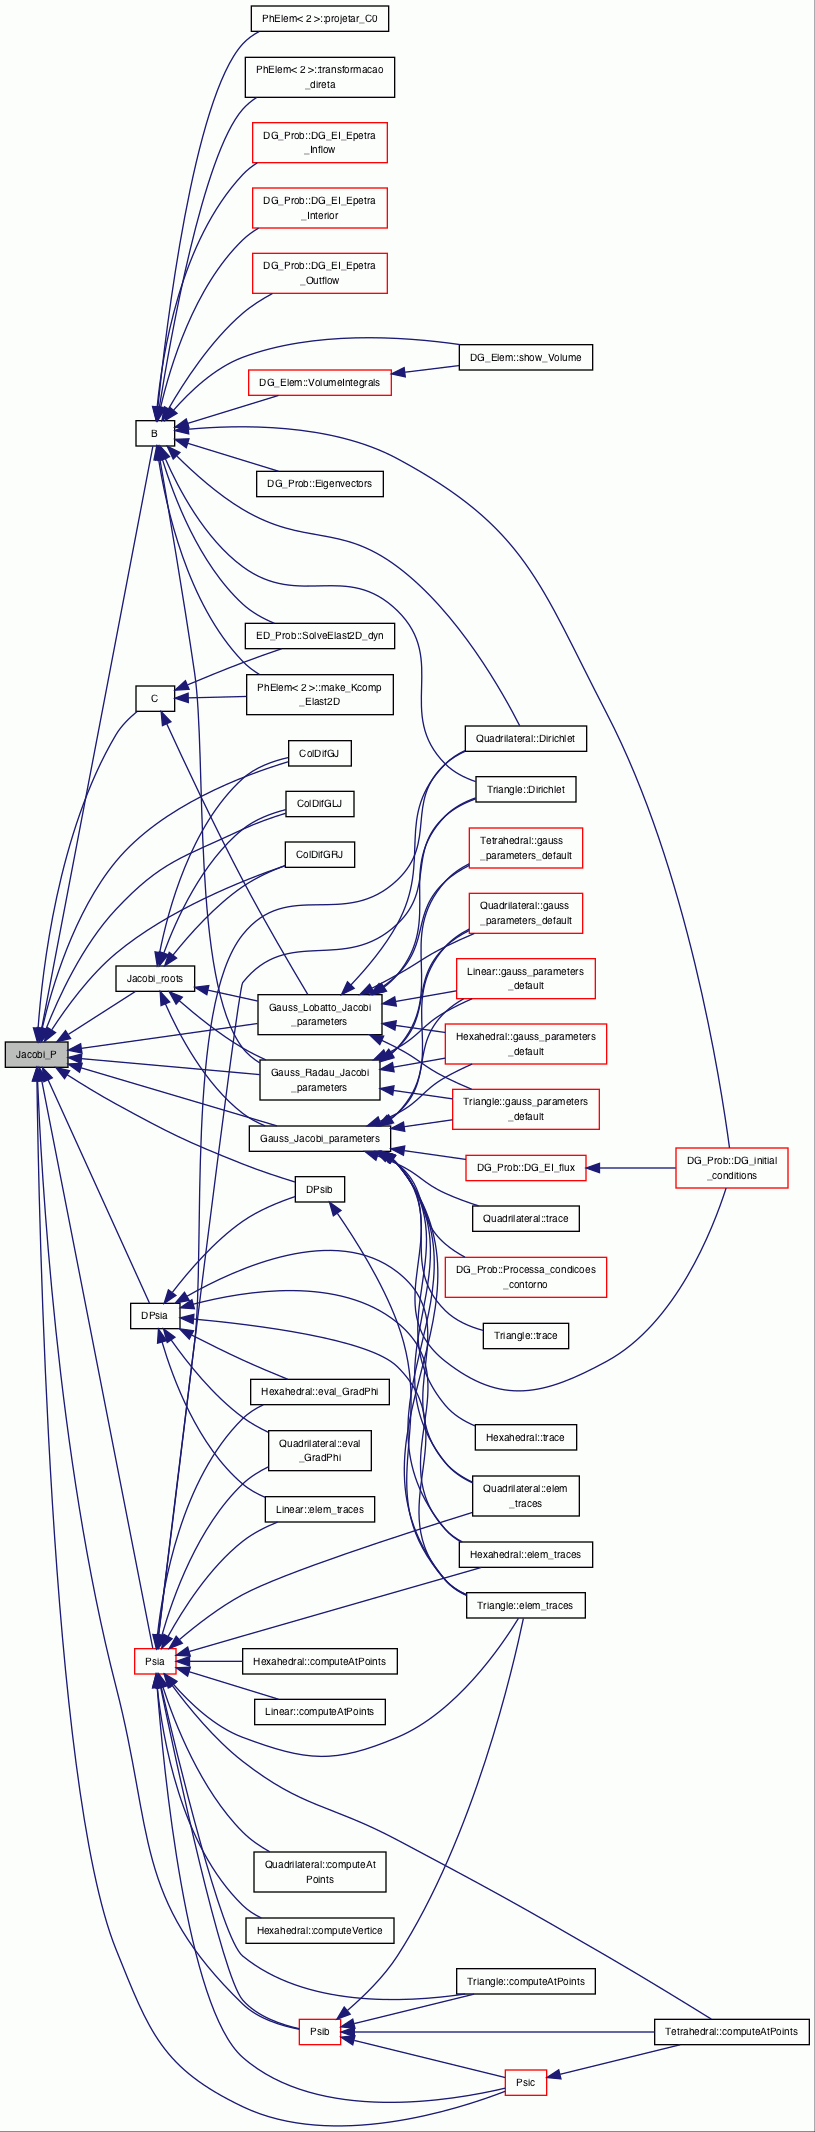 PhElem< 2 >::projetar_C0
PhElem< 2 >::transformacao
_direta
DG_Prob::DG_EI_Epetra
_Inflow
DG_Prob::DG_EI_Epetra
_Interior
DG_Prob::DG_EI_Epetra
_Outflow
DG_Elem::show_Volume
DG_Elem::VolumeIntegrals
B
DG_Prob::Eigenvectors
ED_Prob::SolveElast2D_dyn
PhElem< 2 >::make_Kcomp
_Elast2D
C
Quadrilateral::Dirichlet
ColDifGJ
Triangle::Dirichlet
ColDifGLJ
Tetrahedral::gauss
_parameters_default
ColDifGRJ
Quadrilateral::gauss
_parameters_default
Jacobi_roots
Linear::gauss_parameters
_default
Gauss_Lobatto_Jacobi
_parameters
Hexahedral::gauss_parameters
_default
Jacobi_P
Gauss_Radau_Jacobi
_parameters
Triangle::gauss_parameters
_default
Gauss_Jacobi_parameters
DG_Prob::DG_EI_flux
DG_Prob::DG_initial
_conditions
DPsib
Quadrilateral::trace
DG_Prob::Processa_condicoes
_contorno
DPsia
Triangle::trace
Hexahedral::eval_GradPhi
Hexahedral::trace
Quadrilateral::eval
_GradPhi
Quadrilateral::elem
_traces
Linear::elem_traces
Hexahedral::elem_traces
Triangle::elem_traces
Psia
Hexahedral::computeAtPoints
Linear::computeAtPoints
Quadrilateral::computeAt
Points
Hexahedral::computeVertice
Triangle::computeAtPoints
Psib
Tetrahedral::computeAtPoints
Psic